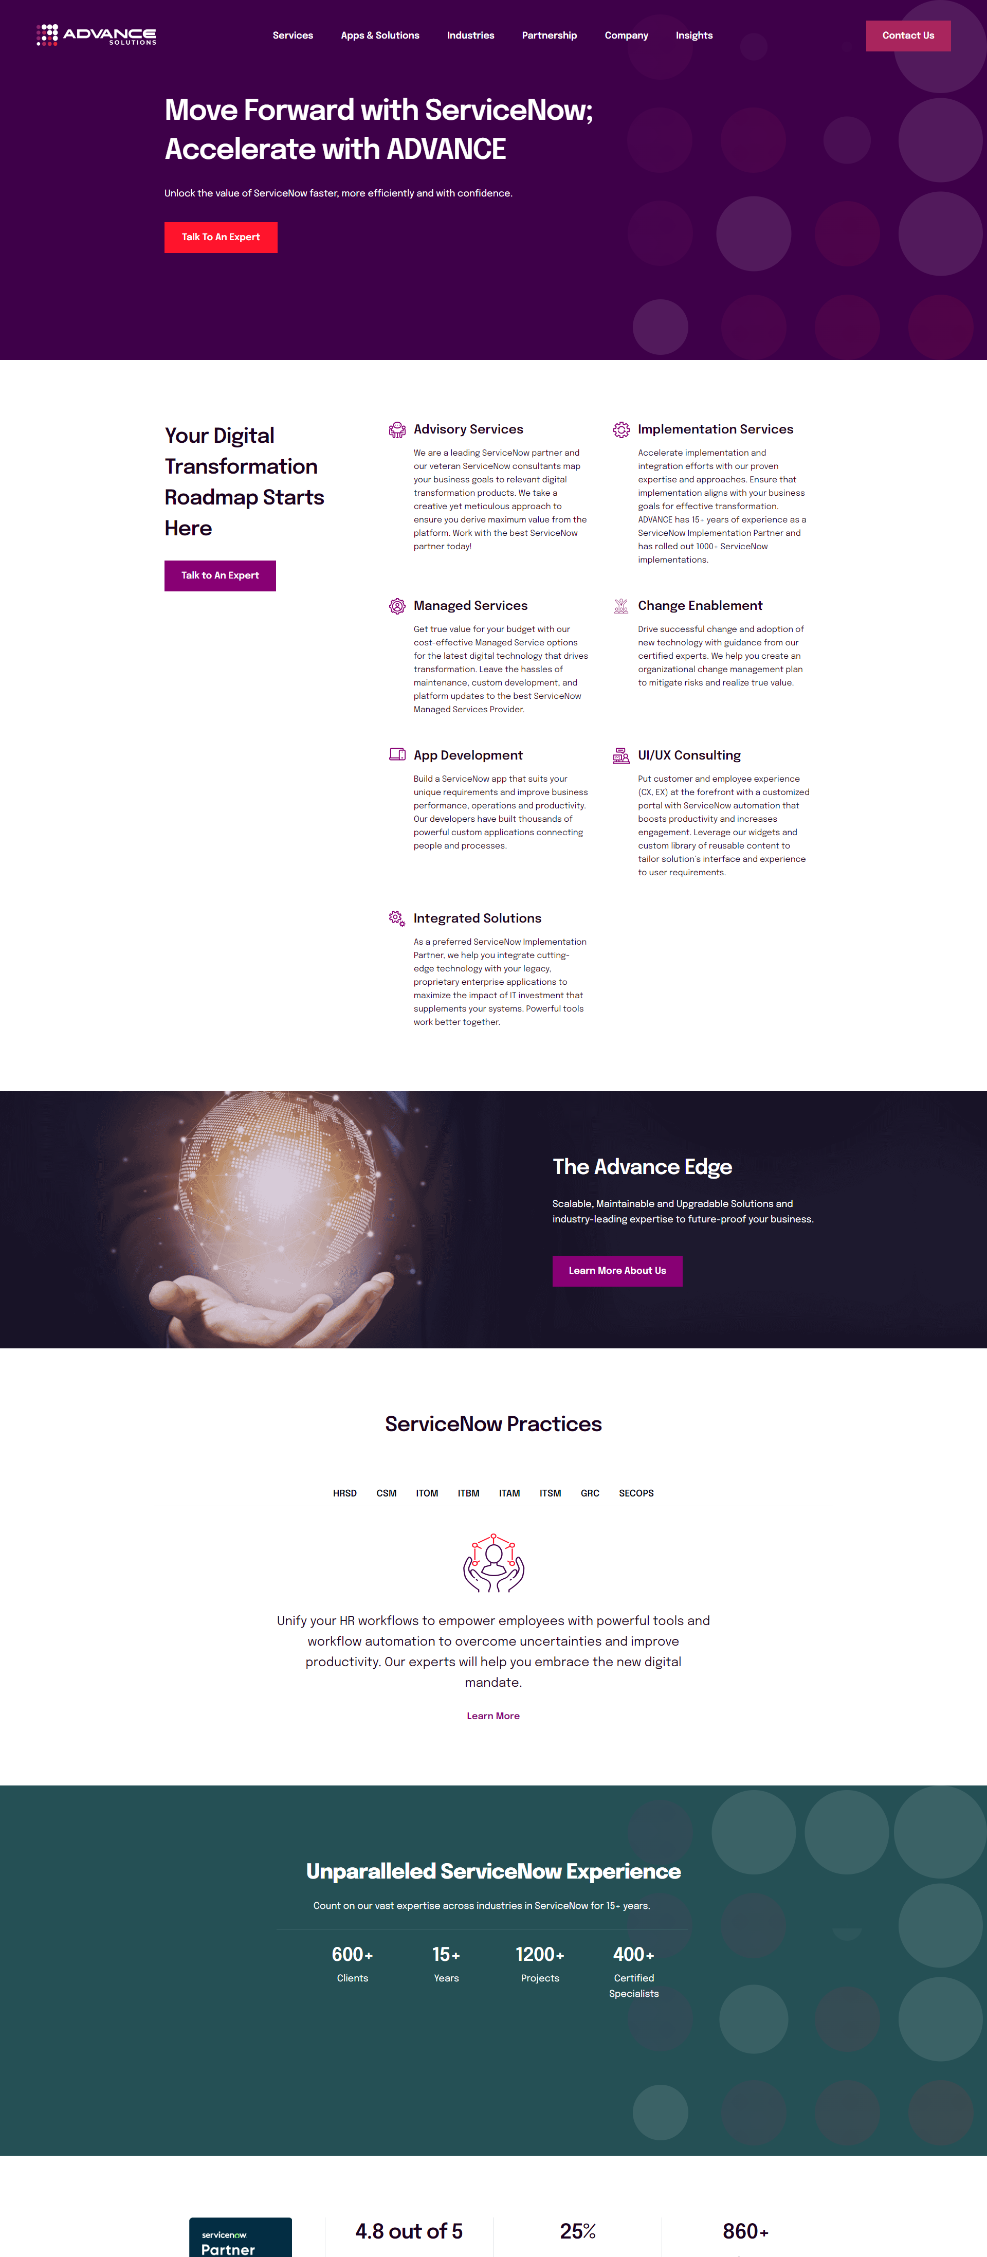 ADVANCE
SOLUTIONS
Services
Apps & Solutions
Industries
Partnership
Company
Insights
Contact Us
Move Forward with ServiceNow;
Accelerate with ADVANCE
Unlock the value of ServiceNow faster, more efficiently and with confidence.
Talk To An Expert
Your Digital
Transformation
Roadmap Starts
Here
Talk to An Expert
Advisory Services
We are a leading ServiceNow partner and
our veteran ServiceNow consultants map
your business goals to relevant digital
transformation products. We take a
creative yet meticulous approach to
ensure you derive maximum value from the
platform. Work with the best ServiceNow
partner today!
Implementation Services
Accelerate implementation and
integration efforts with our proven
expertise and approaches. Ensure that
implementation aligns with your business
goals for effective transformation.
ADVANCE has 15+ years of experience as a
ServiceNow Implementation Partner and
has rolled out 1000+ ServiceNow
implementations.
Managed Services
Get true value for your budget with our
cost-effective Managed Service options
for the latest digital technology that drives
transformation. Leave the hassles of
maintenance, custom development, and
platform updates to the best ServiceNow
Managed Services Provider.
Change Enablement
Drive successful change and adoption of
new technology with guidance from our
certified experts. We help you create an
organizational change management plan
to mitigate risks and realize true value.
App Development
Build a ServiceNow app that suits your
unique requirements and improve business
performance, operations and productivity.
Our developers have built thousands of
powerful custom applications connecting
people and processes.
UI/UX Consulting
Put customer and employee experience
(CX, EX) at the forefront with a customized
portal with ServiceNow automation that
boosts productivity and increases
engagement. Leverage our widgets and
custom library of reusable content to
tailor solution's interface and experience
to user requirements.
Integrated Solutions
As a preferred ServiceNow Implementation
Partner, we help you integrate cutting-
edge technology with your legacy,
proprietary enterprise applications to
maximize the impact of IT investment that
supplements your systems. Powerful tools
work better together.
The Advance Edge
Scalable, Maintainable and Upgradable Solutions and
industry-leading expertise to future-proof your business.
Learn More About Us
ServiceNow Practices
HRSD
CSM
ITOM
ITBM
ITAM
ITSM
GRC
SECOPS
Unify your HR workflows to empower employees with powerful tools and
workflow automation to overcome uncertainties and improve
productivity. Our experts will help you embrace the new digital
mandate.
Learn More
Unparalleled ServiceNow Experience
Count on our vast expertise across industries in ServiceNow for 15+ years.
600+
Clients
15+
Years
1200+
Projects
400+
Certified
Specialists
servicenow
Partner
4.8 out of 5
25%
860+